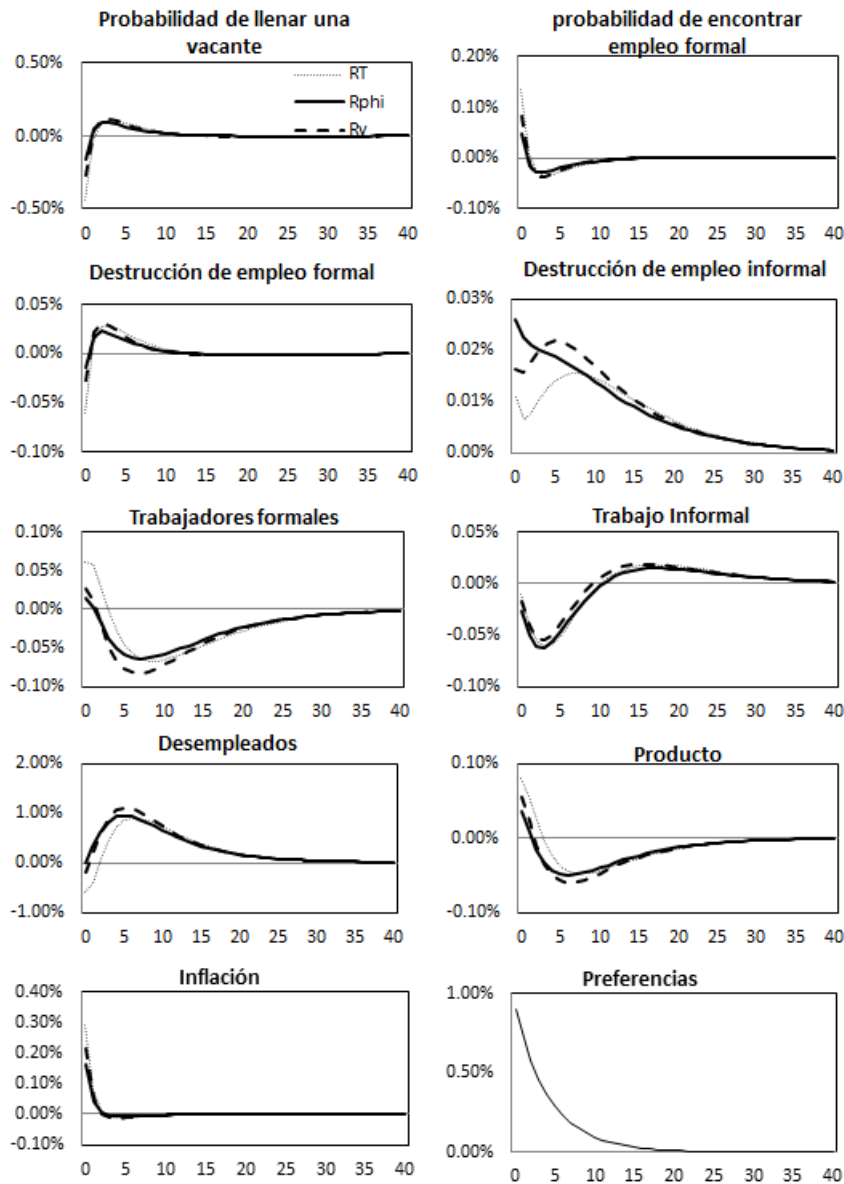 Probabilidad de llenar una
vacante
0.50%
0.00%
-0.50%
RT
Rphi
Rv
0 5 10 15 20 25 30 35 40
probabilidad de encontrar
empleo formal
0.20%
0.10%
0.00%
-0.10%
0 5 10 15 20 25 30 35 40
Destrucción de empleo formal
0.05%
0.00%
-0.05%
-0.10%
0 5 10 15 20 25 30 35 40
Destrucción de empleo informal
0.03%
0.02%
0.01%
0.00%
0 5 10 15 20 25 30 35 40
Trabajadores formales
0.10%
0.05%
0.00%
-0.05%
-0.10%
0 5 10 15 20 25 30 35 40
Trabajo Informal
0.05%
0.00%
-0.05%
-0.10%
0 5 10 15 20 25 30 35 40
Desempleados
2.00%
1.00%
0.00%
-1.00%
0 5 10 15 20 25 30 35 40
Producto
0.10%
0.00%
-0.10%
0 5 10 15 20 25 30 35 40
Inflación
0.40%
0.30%
0.20%
0.10%
0.00%
-0.10%
0 5 10 15 20 25 30 35 40
Preferencias
1.00%
0.50%
0.00%
0 5 10 15 20 25 30 35 40